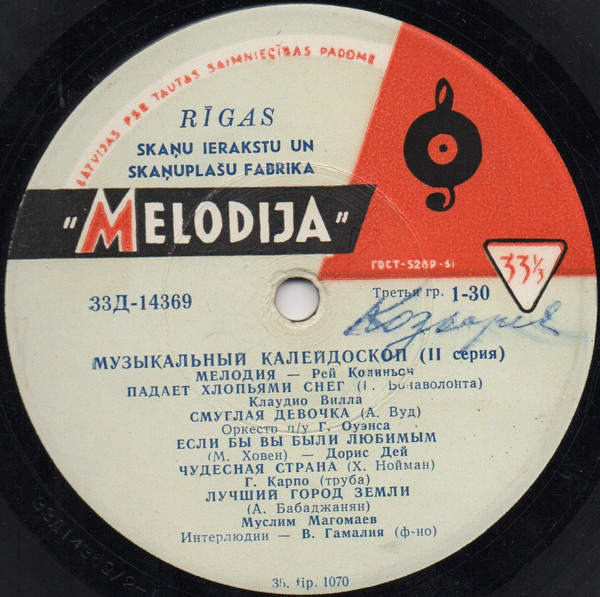 LATVIJAS PSR TAUTAS SAIMNIECĪBAS PADOME
RĪGAS
SKAŅU IERAKSTU UN
SKAŅUPLAŠU FABRIKA
"MELODIJA"
ГОСТ-5289-61
33⅓
33Д-14369
Третья гр. 1-30
МУЗЫКАЛЬНЫЙ КАЛЕЙДОСКОП (II серия)
МЕЛОДИЯ — Рей Колиньон
ПАДАЕТ ХЛОПЬЯМИ СНЕГ (Г. Бонаволонта)
Клаудио Вилла
СМУГЛАЯ ДЕВОЧКА (А. Вуд)
Оркестр п/у Г. Оуэнса
ЕСЛИ БЫ ВЫ БЫЛИ ЛЮБИМЫМ
(М. Ховен) — Дорис Дей
ЧУДЕСНАЯ СТРАНА (Х. Нойман)
Г. Карпо (труба)
ЛУЧШИЙ ГОРОД ЗЕМЛИ
(А. Бабаджанян)
Муслим Магомаев
Интерлюдии — В. Гамалия (ф-но)
35. tip. 1070